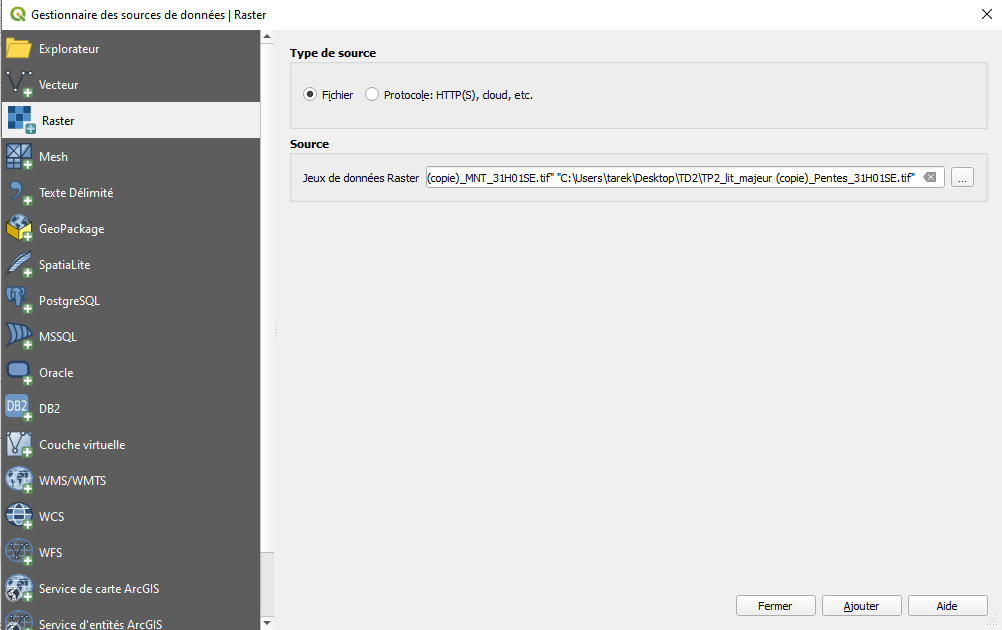 Gestionnaire des sources de données | Raster
Explorateur
Vecteur
Raster
Mesh
Texte Délimité
GeoPackage
SpatiaLite
PostgreSQL
MSSQL
Oracle
DB2
DB2
Couche virtuelle
WMS/WMTS
WCS
WFS
Service de carte ArcGIS
Service d'entités ArcGIS
Type de source
Fichier Protocole: HTTP(S), cloud, etc.
Source
Jeux de données Raster (copie)_MNT_31H01SE.tif" "C:\Users\tarek\Desktop\TD2\TP2_lit_majeur (copie)_Pentes_31H01SE.tif" ...
Fermer Ajouter Aide